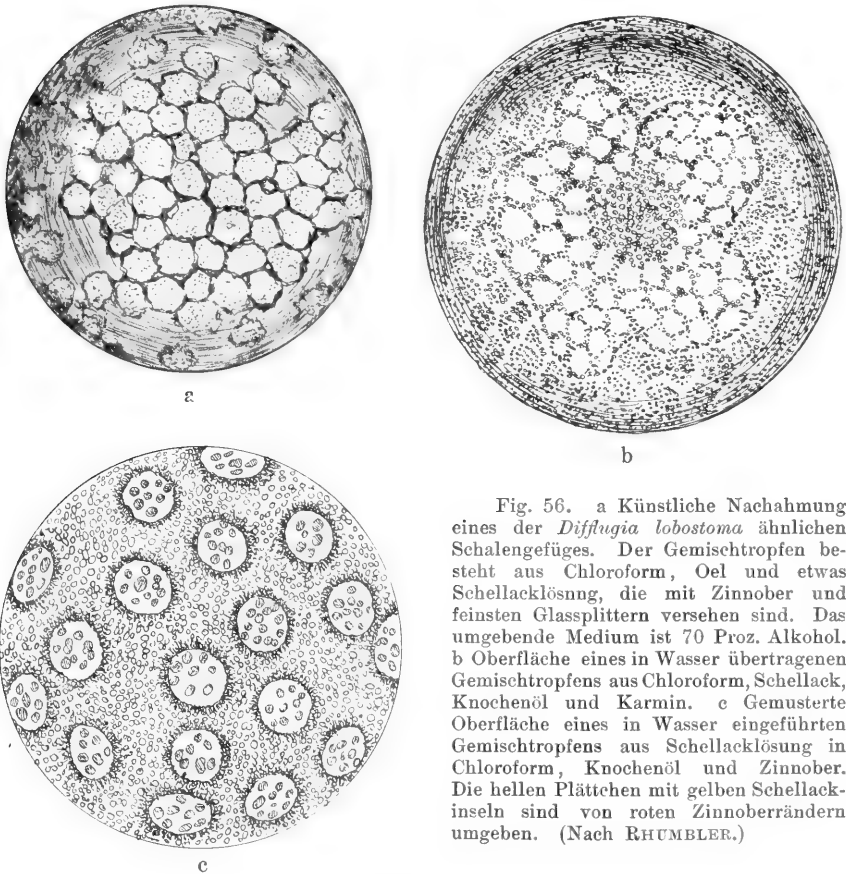 a
b
c
Fig. 56. a Künstliche Nachahmung
eines der Difflugia lobostoma ähnlichen
Schalengefüges. Der Gemischtropfen be-
steht aus Chloroform, Oel und etwas
Schellacklösnng, die mit Zinnober und
feinsten Glassplittern versehen sind. Das
umgebende Medium ist 70 Proz. Alkohol.
b Oberfläche eines in Wasser übertragenen
Gemischtropfens aus Chloroform, Schellack,
Knochenöl und Karmin. c Gemusterte
Oberfläche eines in Wasser eingeführten
Gemischtropfens aus Schellacklösung in
Chloroform, Knochenöl und Zinnober.
Die hellen Plättchen mit gelben Schellack-
inseln sind von roten Zinnoberrändern
umgeben. (Nach RHUMBLER.)